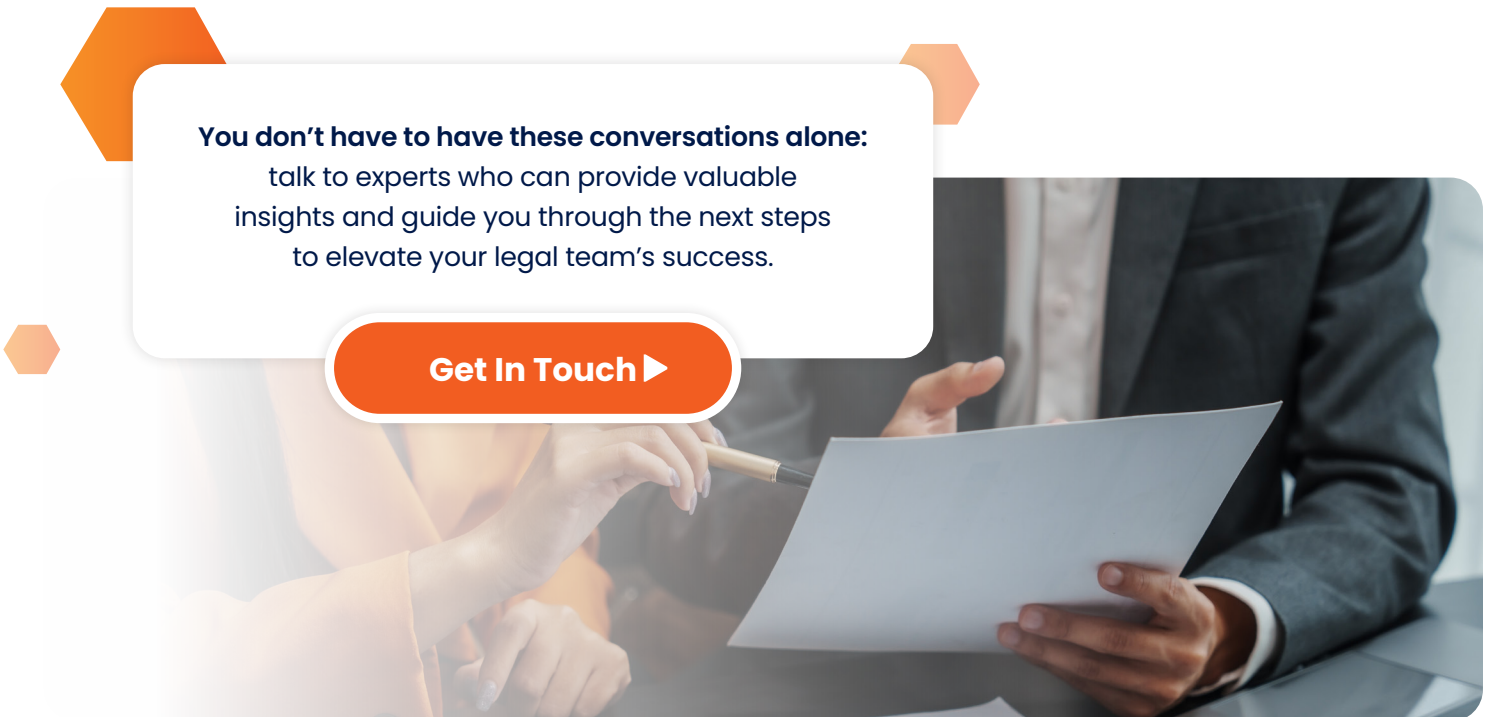 You don’t have to have these conversations alone:
talk to experts who can provide valuable
insights and guide you through the next steps
to elevate your legal team’s success.
Get In Touch